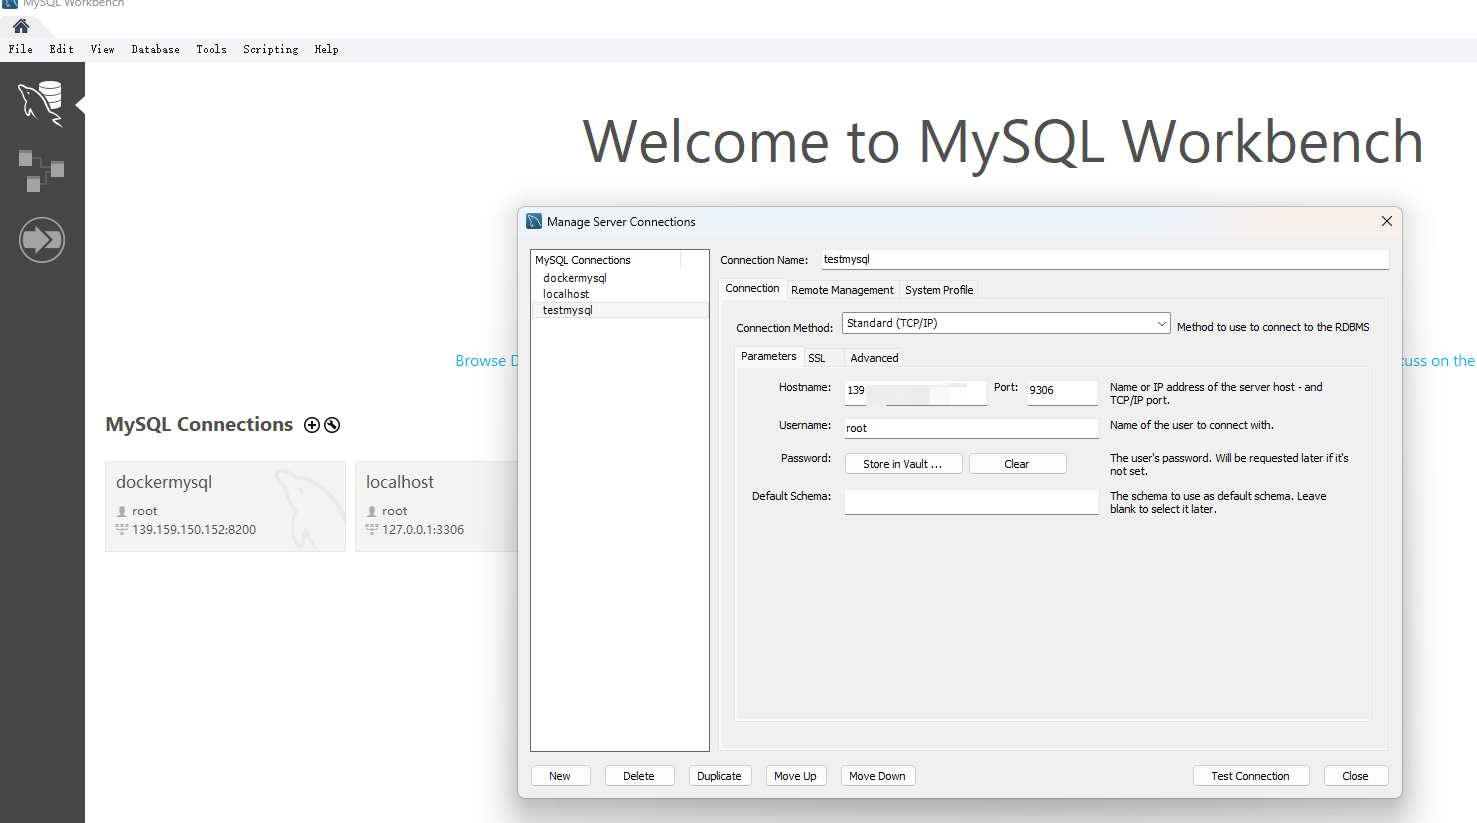 MySQL Workbench
File Edit View Database Tools Scripting Help
Welcome to MySQL Workbench
Browse D
cuss on the
MySQL Connections
dockermysql
root
139.159.150.152:8200
localhost
root
127.0.0.1:3306
Manage Server Connections
MySQL Connections
dockermysql
localhost
testmysql
Connection Name: testmysql
Connection Remote Management System Profile
Connection Method: Standard (TCP/IP) Method to use to connect to the RDBMS
Parameters SSL Advanced
Hostname: 139 Port: 9306 Name or IP address of the server host - and
TCP/IP port.
Username: root Name of the user to connect with.
Password: Store in Vault ... Clear The user's password. Will be requested later if it's
not set.
Default Schema: The schema to use as default schema. Leave
blank to select it later.
New Delete Duplicate Move Up Move Down Test Connection Close